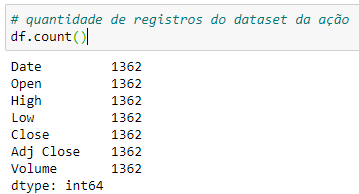 # quantidade de registros do dataset da ação
df.count()
Date 1362
Open 1362
High 1362
Low 1362
Close 1362
Adj Close 1362
Volume 1362
dtype: int64